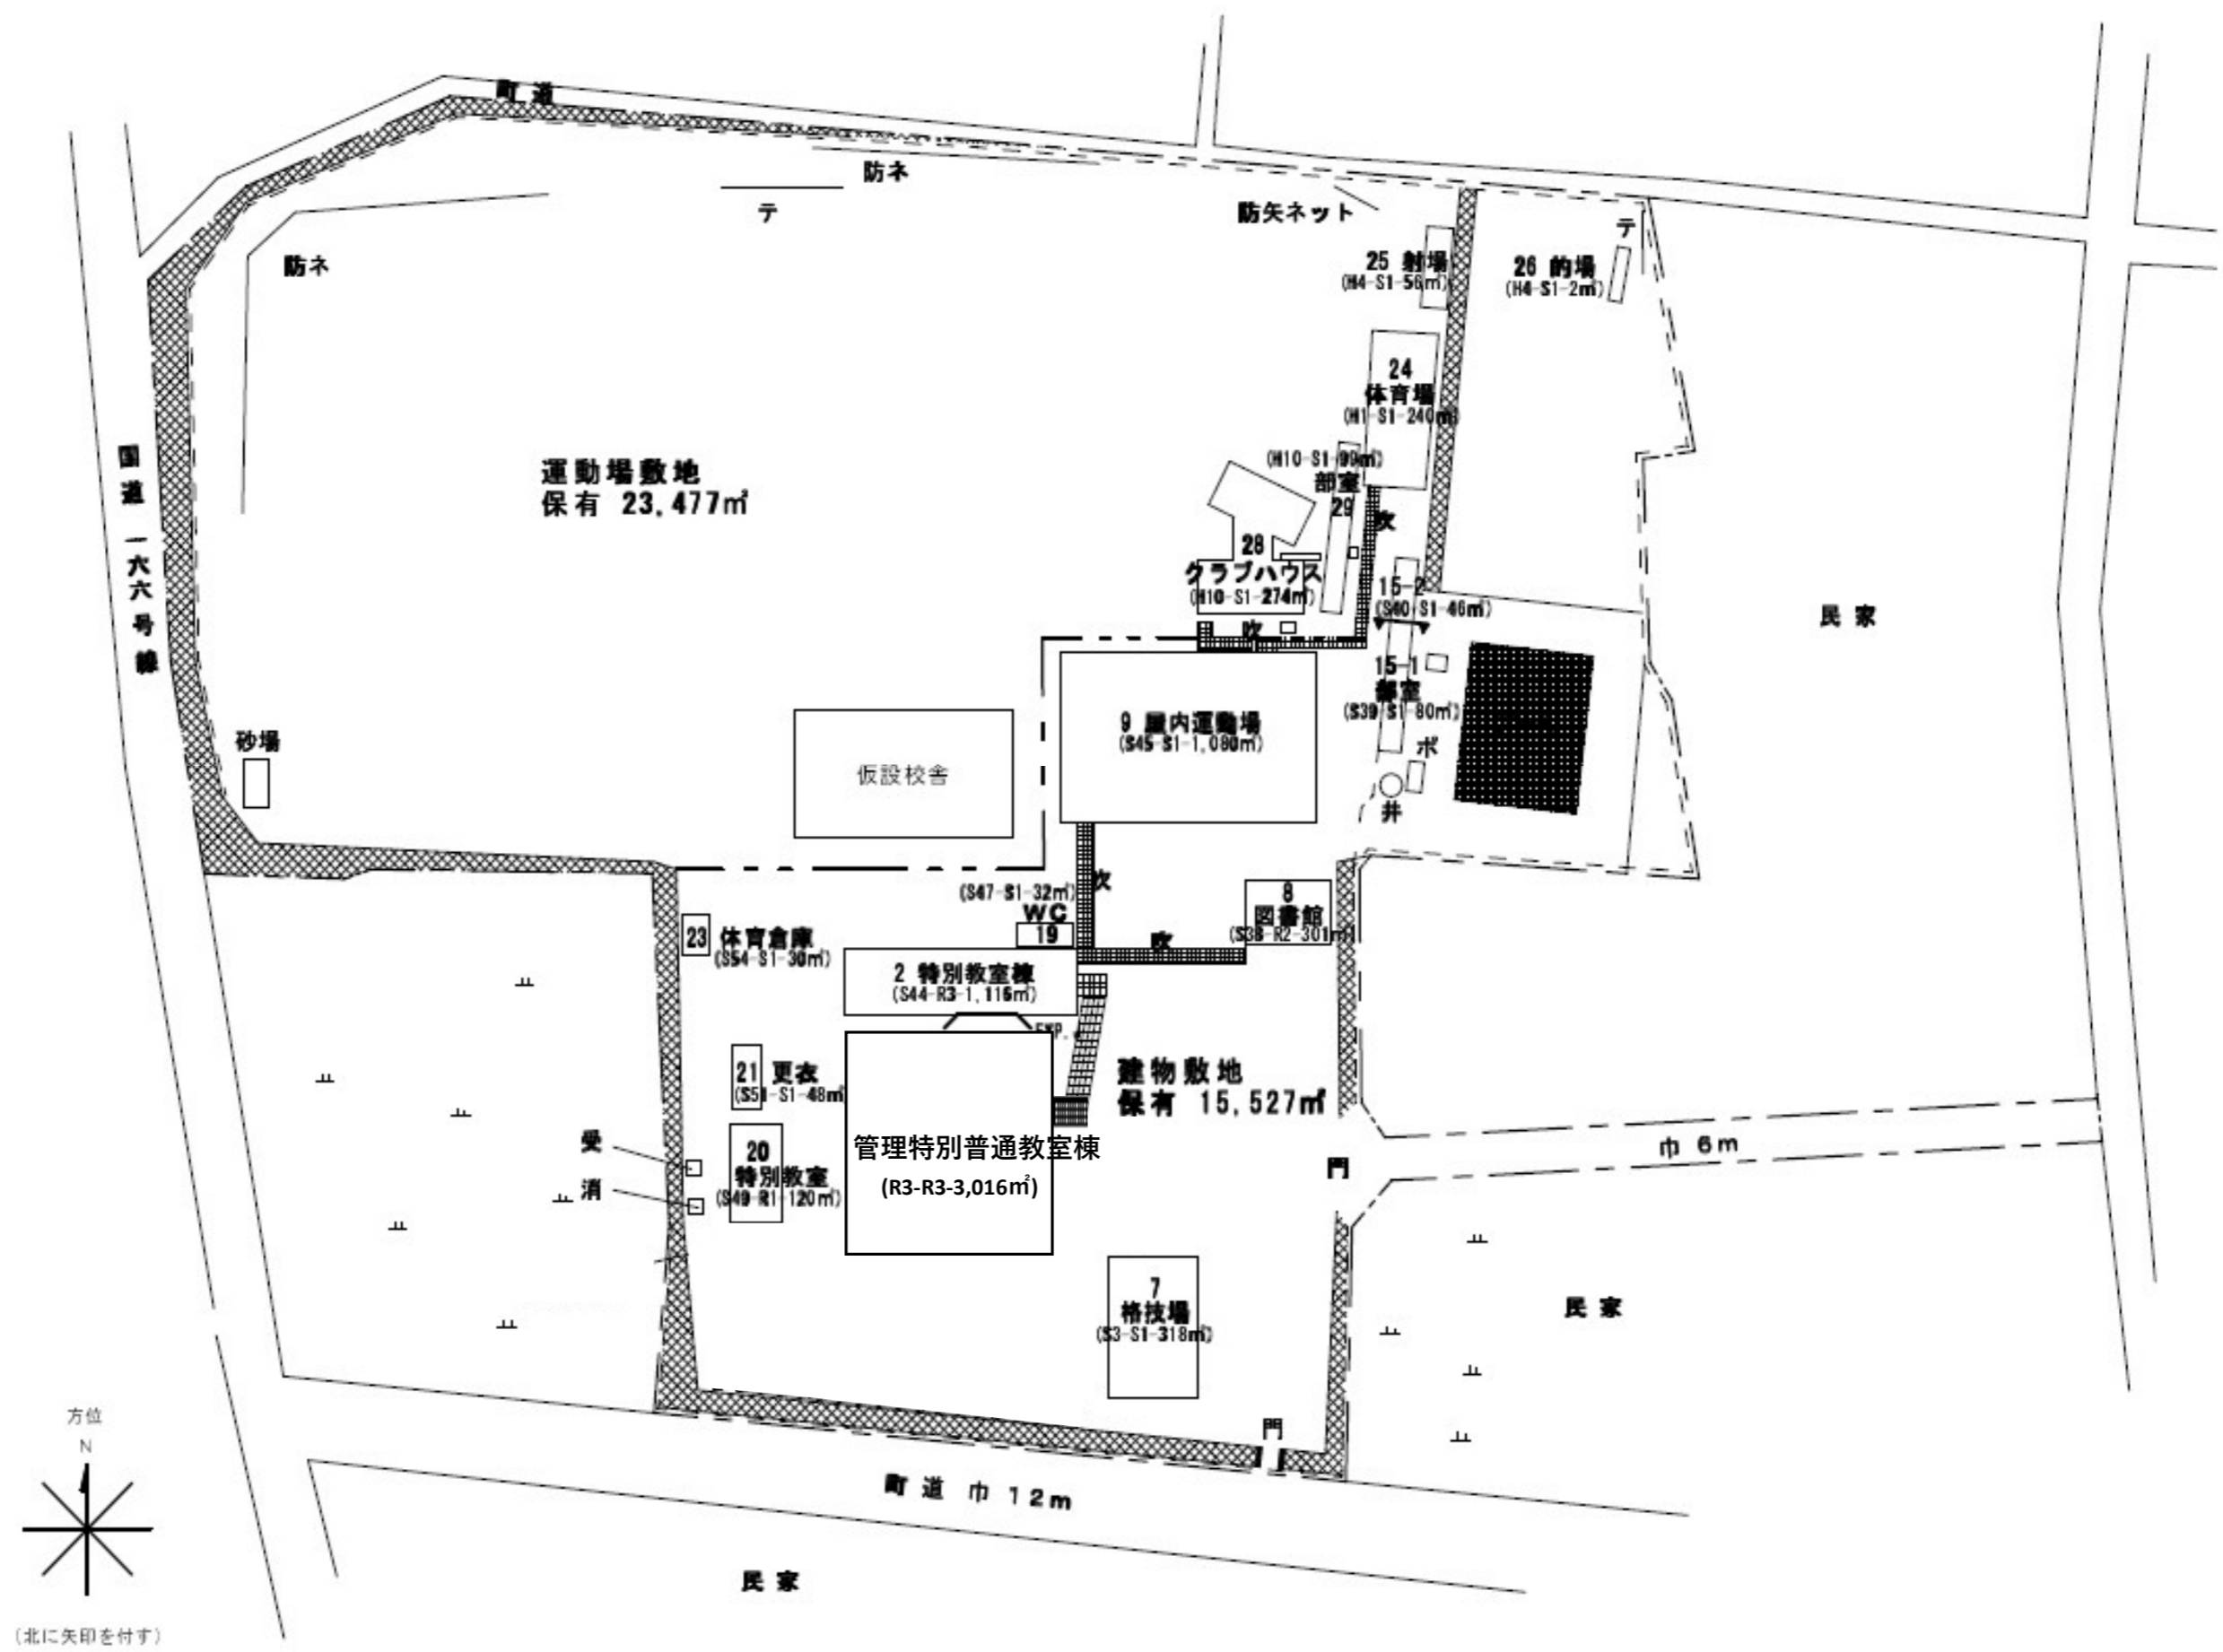 町道
防ネ
テ
防矢ネット
防ネ
テ
25 射場
(H4-S1-56㎡)
26 的場
(H4-S1-2㎡)
24
体育場
(H1-S1-240㎡)
国道一六六号線
運動場敷地
保有 23,477㎡
(H10-S1-99㎡)
部室
29
吹
28
クラブハウス
(H10-S1-274㎡)
15-2
(S40-S1-46㎡)
民家
吹
15-1
部室
(S39-S1-80㎡)
9 屋内運動場
(S45-S1-1,080㎡)
ポ
砂場
仮設校舎
井
吹
(S47-S1-32㎡)
WC
19
8
図書館
(S38-R2-301㎡)
23 体育倉庫
(S54-S1-30㎡)
吹
2 特別教室棟
(S44-R3-1,116㎡)
EXP.
21 更衣
(S51-S1-48㎡
建物敷地
保有 15,527㎡
受
消
20
特別教室
(S49-R1-120㎡)
管理特別普通教室棟
(R3-R3-3,016㎡)
門
巾 6m
7
格技場
(S3-S1-318㎡)
民家
門
方位
N
(北に矢印を付す)
町道 巾 12m
民家